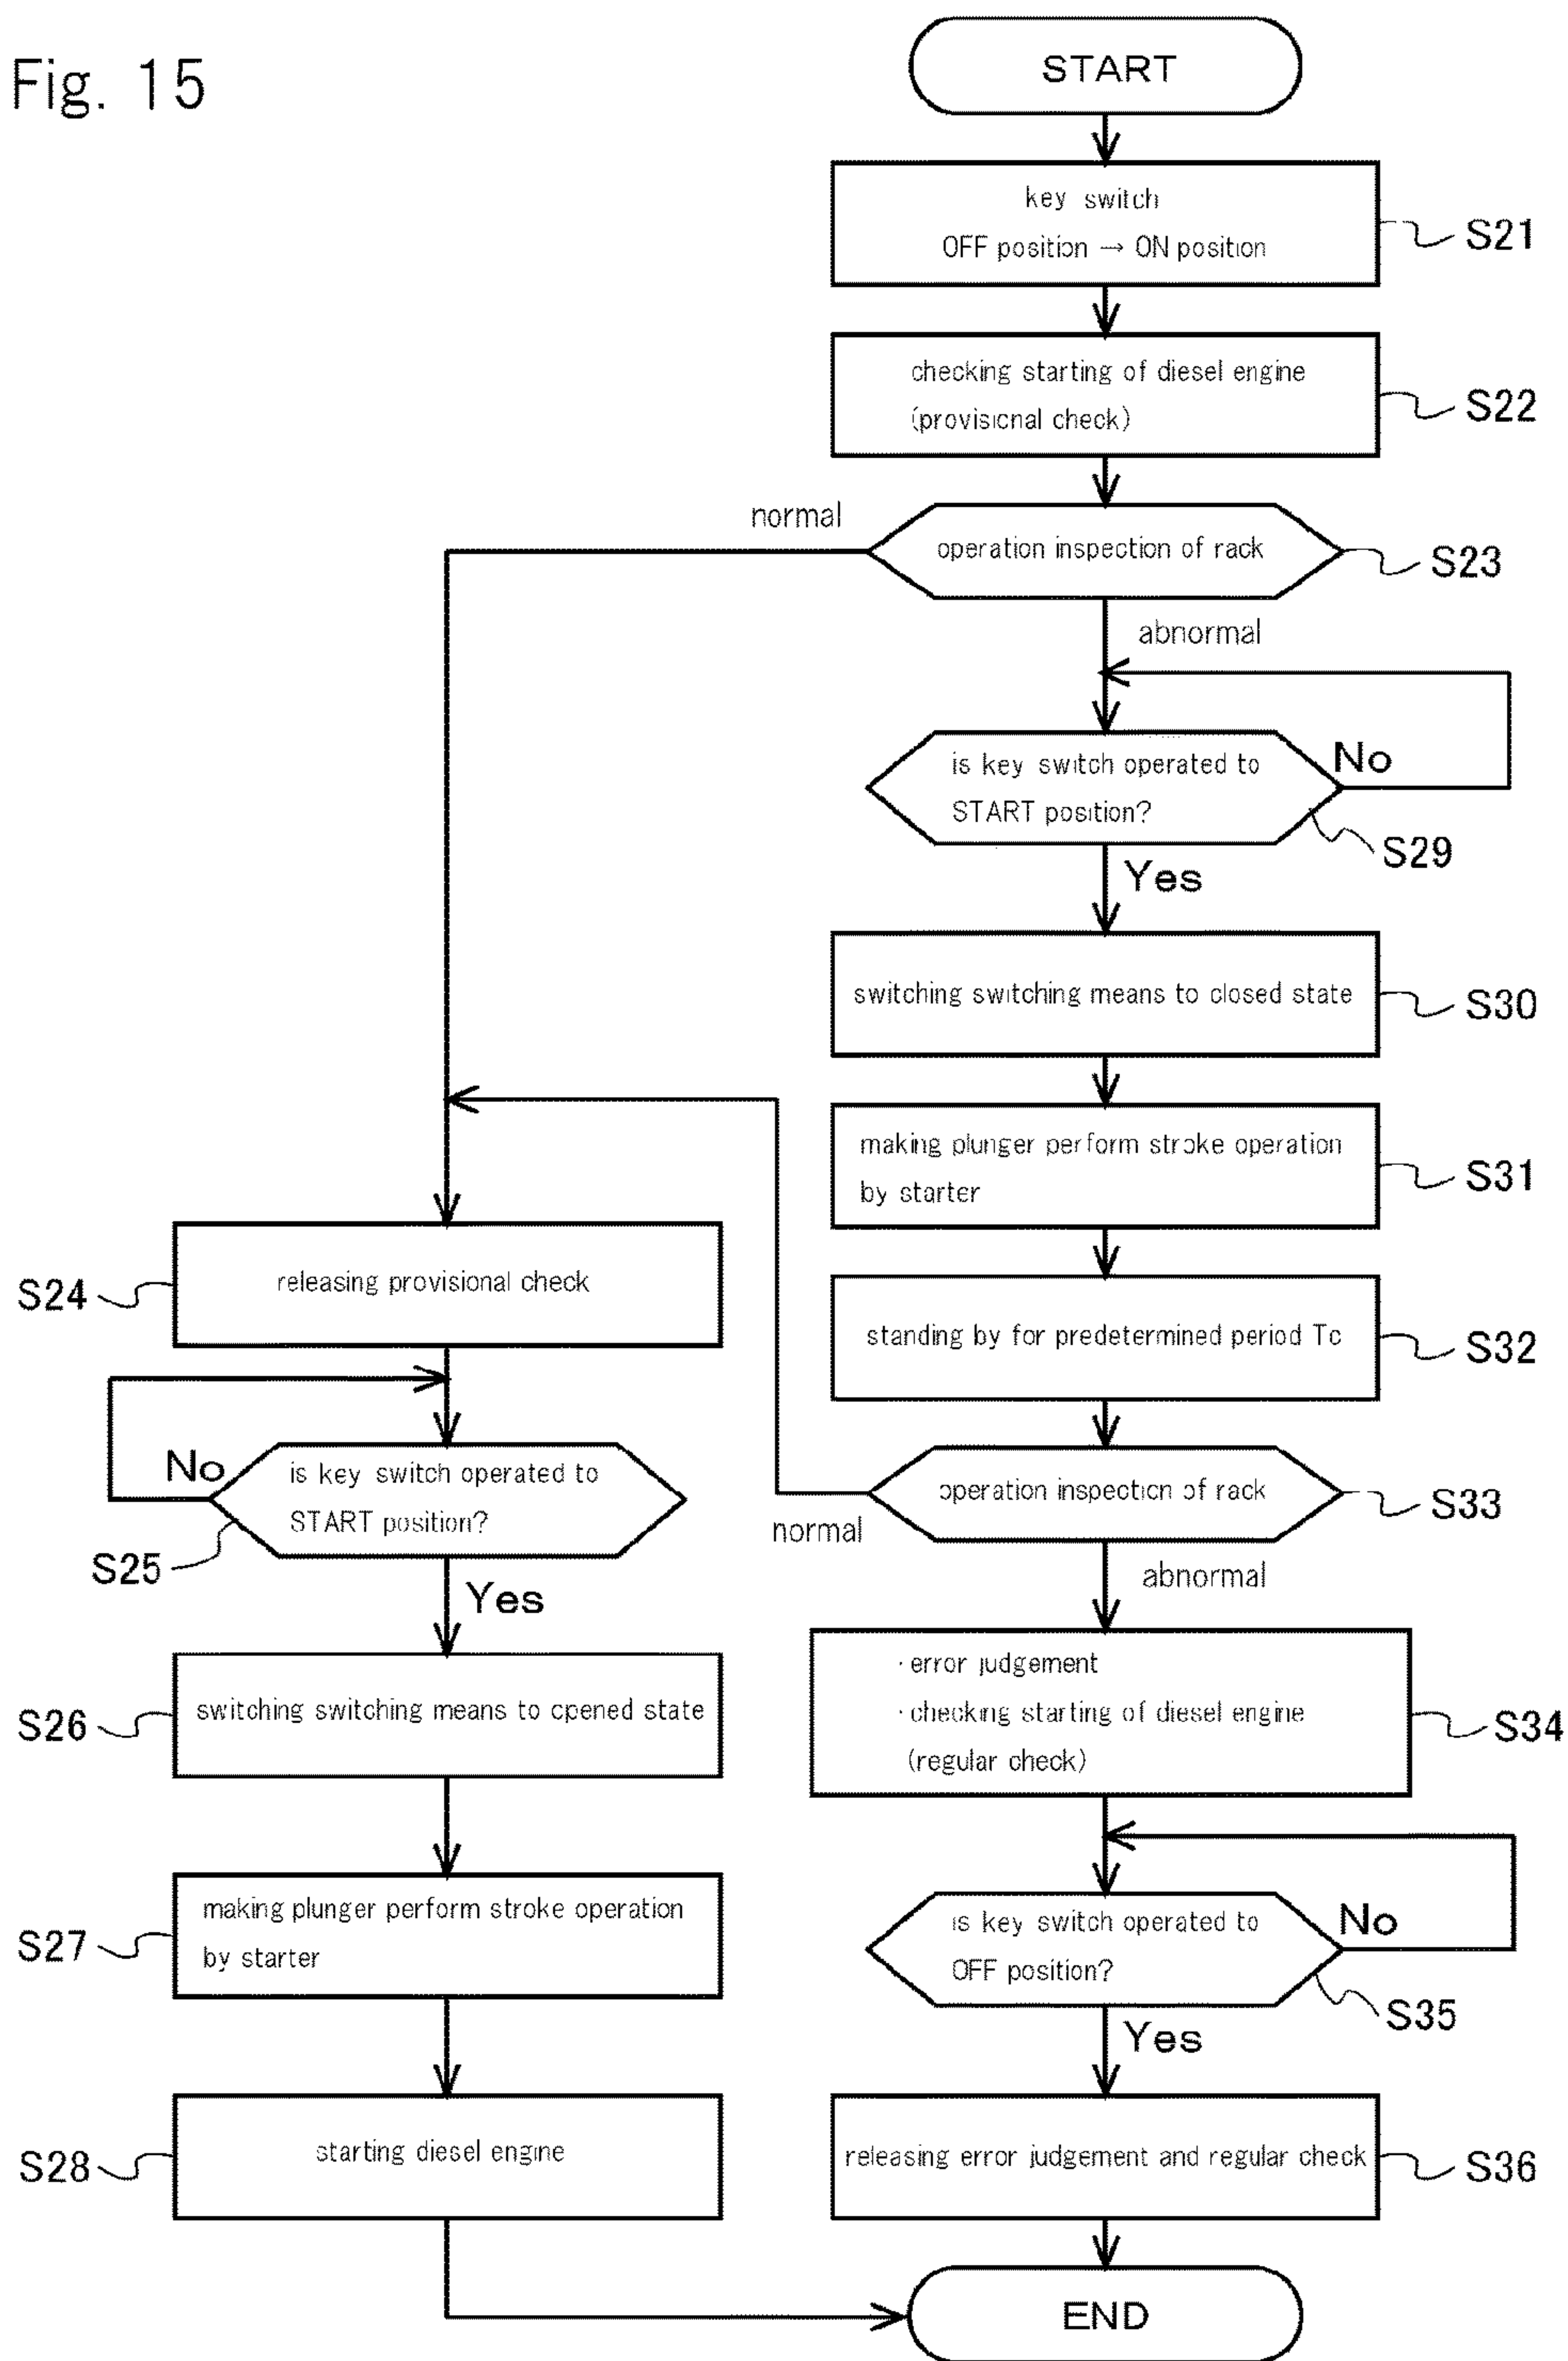 Fig. 15
START
key switch
OFF position → ON position
S21
checking starting of diesel engine
(provisional check)
S22
normal
operation inspection of rack
S23
abnormal
is key switch operated to
START position?
No
S29
Yes
switching switching means to closed state
S30
making plunger perform stroke operation
by starter
S31
S24
releasing provisional check
standing by for predetermined period Tc
S32
No
is key switch operated to
START position?
S25
Yes
operation inspection of rack
S33
normal
abnormal
S26
switching switching means to opened state
・error judgement
・checking starting of diesel engine
(regular check)
S34
S27
making plunger perform stroke operation
by starter
is key switch operated to
OFF position?
No
S35
Yes
S28
starting diesel engine
releasing error judgement and regular check
S36
END